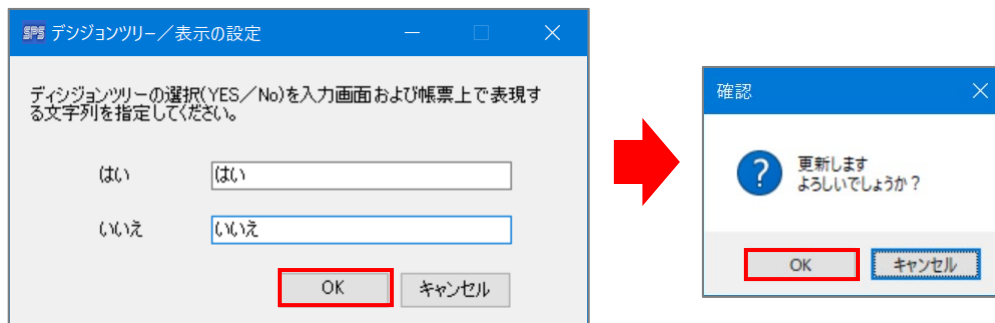 SPS デシジョンツリー／表示の設定
ディシジョンツリーの選択(YES／No)を入力画面および帳票上で表現す
る文字列を指定してください。
はい はい
いいえ いいえ
OK キャンセル
確認
?
更新します
よろしいでしょうか？
OK キャンセル